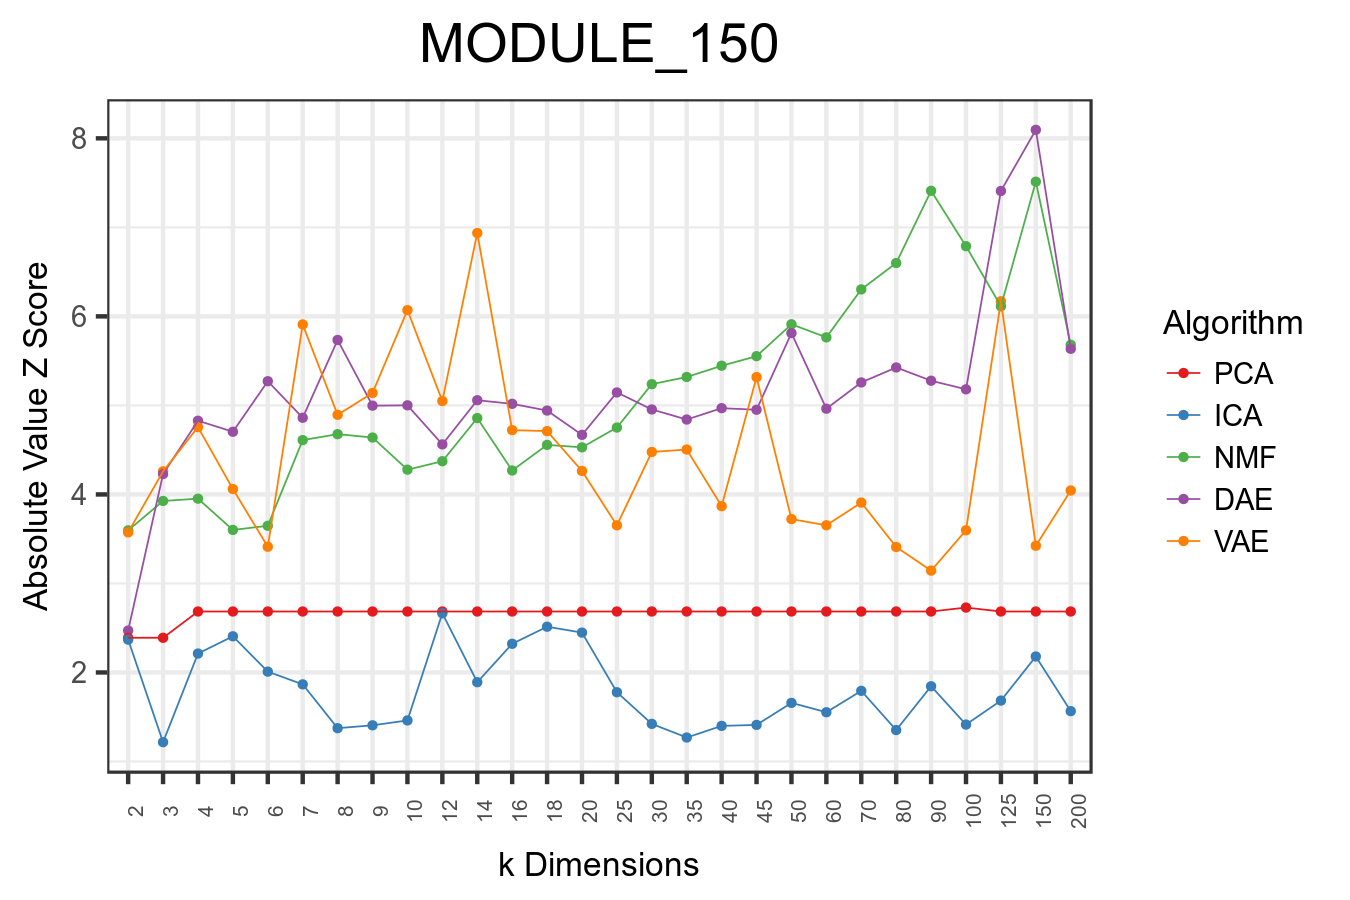 MODULE_150
Absolute Value Z Score
8
6
4
2
2 3 4 5 6 7 8 9 10 12 14 16 18 20 25 30 35 40 45 50 60 70 80 90 100 125 150 200
k Dimensions
Algorithm
PCA
ICA
NMF
DAE
VAE